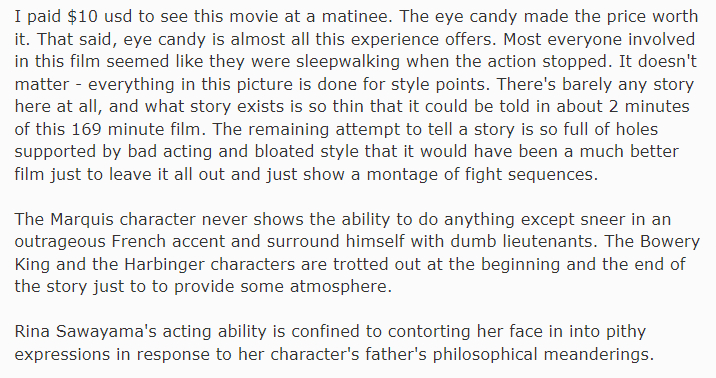 I paid $10 usd to see this movie at a matinee. The eye candy made the price worth
it. That said, eye candy is almost all this experience offers. Most everyone involved
in this film seemed like they were sleepwalking when the action stopped. It doesn't
matter - everything in this picture is done for style points. There's barely any story
here at all, and what story exists is so thin that it could be told in about 2 minutes
of this 169 minute film. The remaining attempt to tell a story is so full of holes
supported by bad acting and bloated style that it would have been a much better
film just to leave it all out and just show a montage of fight sequences.
The Marquis character never shows the ability to do anything except sneer in an
outrageous French accent and surround himself with dumb lieutenants. The Bowery
King and the Harbinger characters are trotted out at the beginning and the end of
the story just to to provide some atmosphere.
Rina Sawayama's acting ability is confined to contorting her face in into pithy
expressions in response to her character's father's philosophical meanderings.